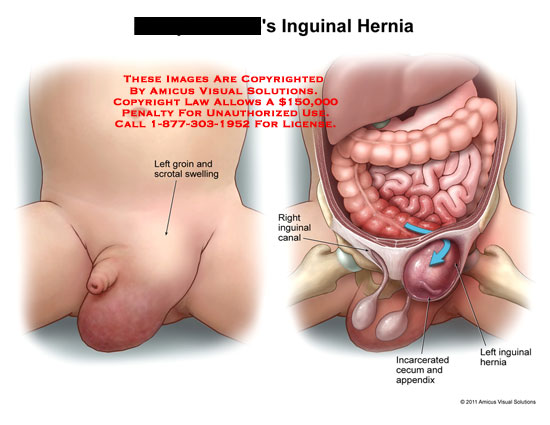 's Inguinal Hernia
These Images Are Copyrighted
By Amicus Visual Solutions.
Copyright Law Allows A $150,000
Penalty For Unauthorized Use.
Call 1-877-303-1952 For License.
Left groin and
scrotal swelling
Right
inguinal
canal
Incarcerated
cecum and
appendix
Left inguinal
hernia
© 2011 Amicus Visual Solutions